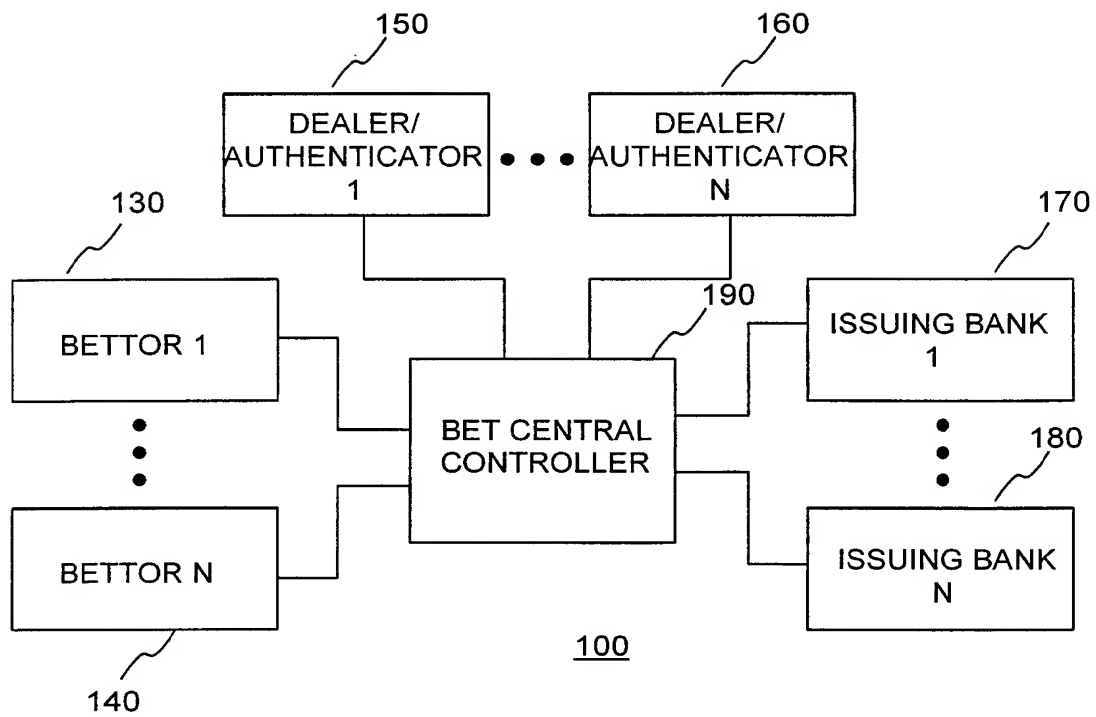 150
160
DEALER/
AUTHENTICATOR
1
DEALER/
AUTHENTICATOR
N
130
170
190
BETTOR 1
ISSUING BANK
1
BET CENTRAL
CONTROLLER
180
BETTOR N
ISSUING BANK
N
100
140